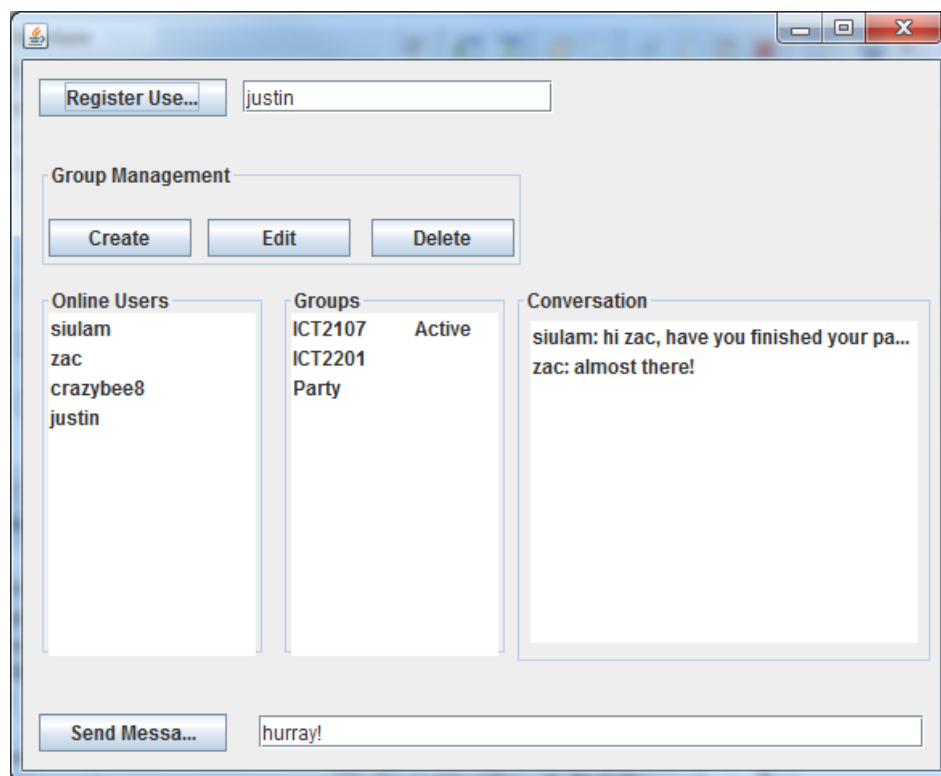 Register Use... justin
Group Management
Create Edit Delete
Online Users
siulam
zac
crazybee8
justin
Groups
ICT2107 Active
ICT2201
Party
Conversation
siulam: hi zac, have you finished your pa...
zac: almost there!
Send Messa... hurray!